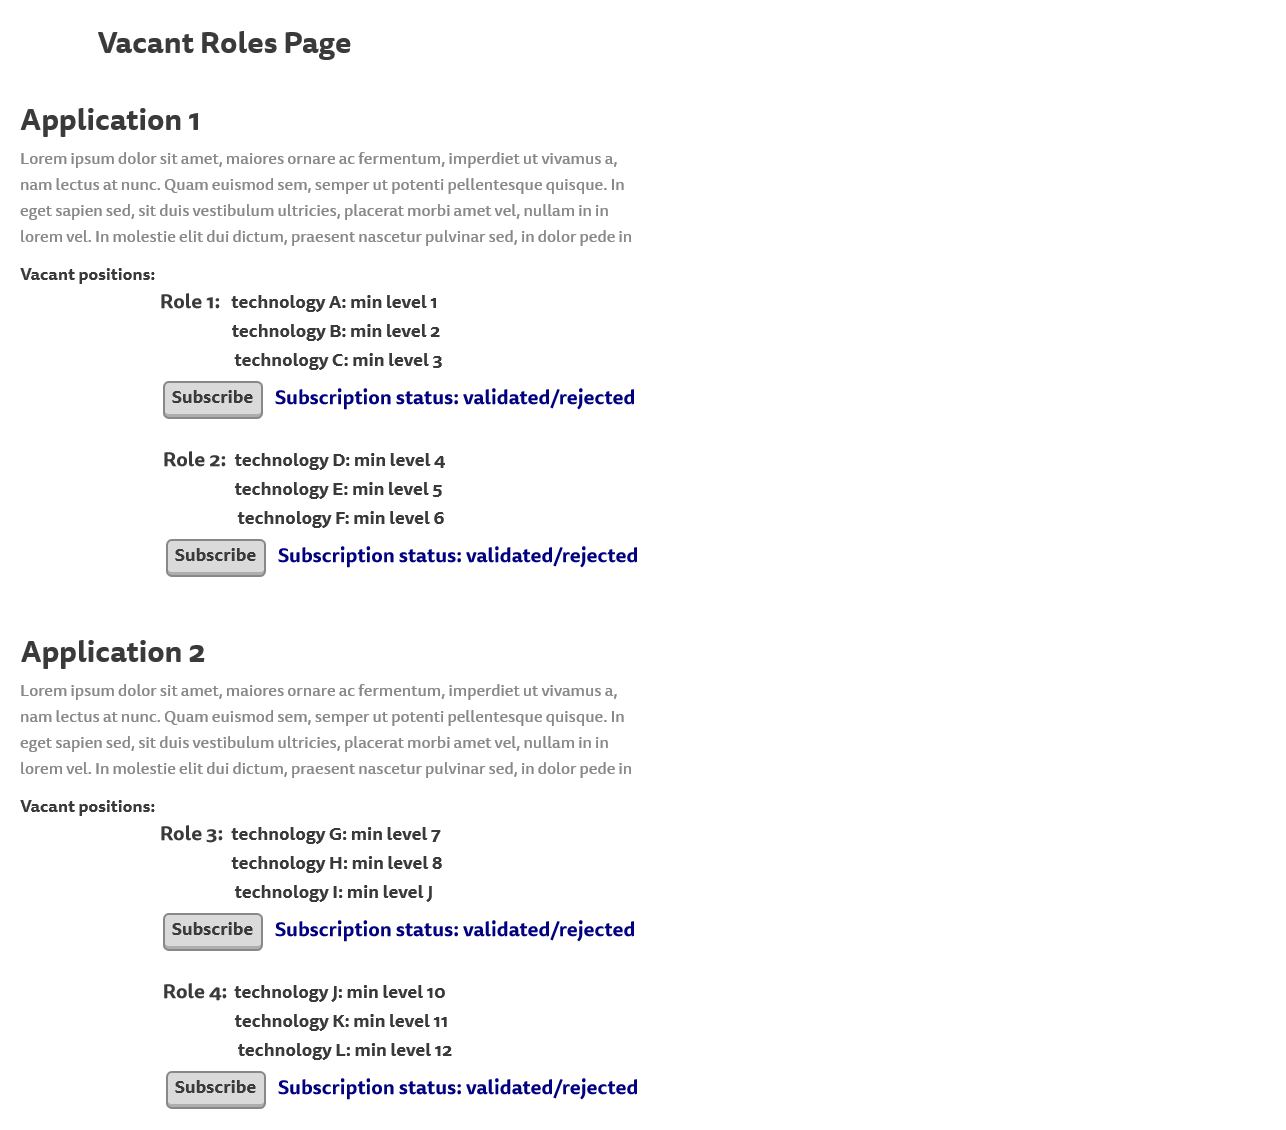 Vacant Roles Page
Application 1
Lorem ipsum dolor sit amet, maiores ornare ac fermentum, imperdiet ut vivamus a,
nam lectus at nunc. Quam euismod sem, semper ut potenti pellentesque quisque. In
eget sapien sed, sit duis vestibulum ultricies, placerat morbi amet vel, nullam in in
lorem vel. In molestie elit dui dictum, praesent nascetur pulvinar sed, in dolor pede in
Vacant positions:
Role 1: technology A: min level 1
technology B: min level 2
technology C: min level 3
Subscribe Subscription status: validated/rejected
Role 2: technology D: min level 4
technology E: min level 5
technology F: min level 6
Subscribe Subscription status: validated/rejected
Application 2
Lorem ipsum dolor sit amet, maiores ornare ac fermentum, imperdiet ut vivamus a,
nam lectus at nunc. Quam euismod sem, semper ut potenti pellentesque quisque. In
eget sapien sed, sit duis vestibulum ultricies, placerat morbi amet vel, nullam in in
lorem vel. In molestie elit dui dictum, praesent nascetur pulvinar sed, in dolor pede in
Vacant positions:
Role 3: technology G: min level 7
technology H: min level 8
technology I: min level J
Subscribe Subscription status: validated/rejected
Role 4: technology J: min level 10
technology K: min level 11
technology L: min level 12
Subscribe Subscription status: validated/rejected